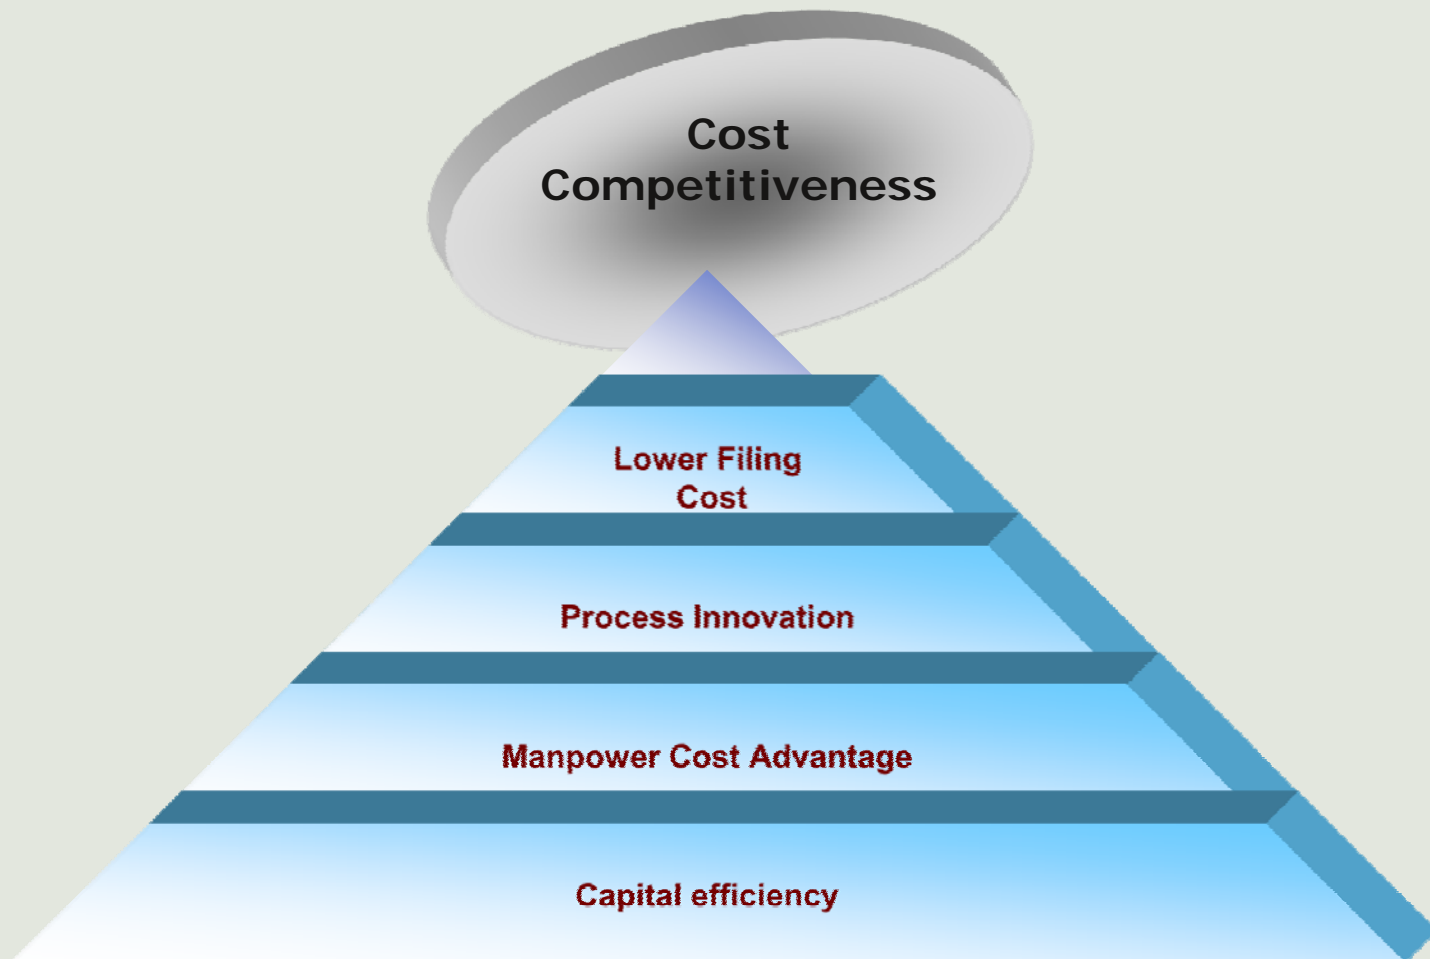 Cost
Competitiveness
Lower Filing
Cost
Process Innovation
Manpower Cost Advantage
Capital efficiency